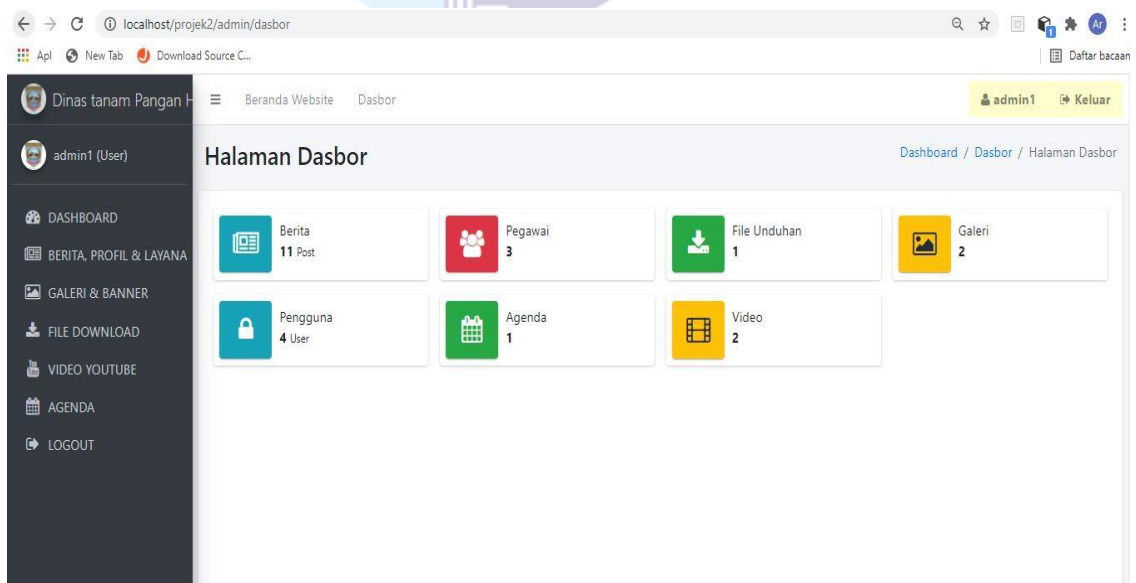 localhost/projek2/admin/dasbor
Ar
Apl New Tab Download Source C... Daftar bacaan
Dinas tanam Pangan H Beranda Website Dasbor admin1 Keluar
admin1 (User)
Halaman Dasbor Dashboard / Dasbor / Halaman Dasbor
DASHBOARD
BERITA, PROFIL & LAYANA
GALERI & BANNER
FILE DOWNLOAD
VIDEO YOUTUBE
AGENDA
LOGOUT
Berita
11 Post
Pegawai
3
File Unduhan
1
Galeri
2
Pengguna
4 User
Agenda
1
Video
2